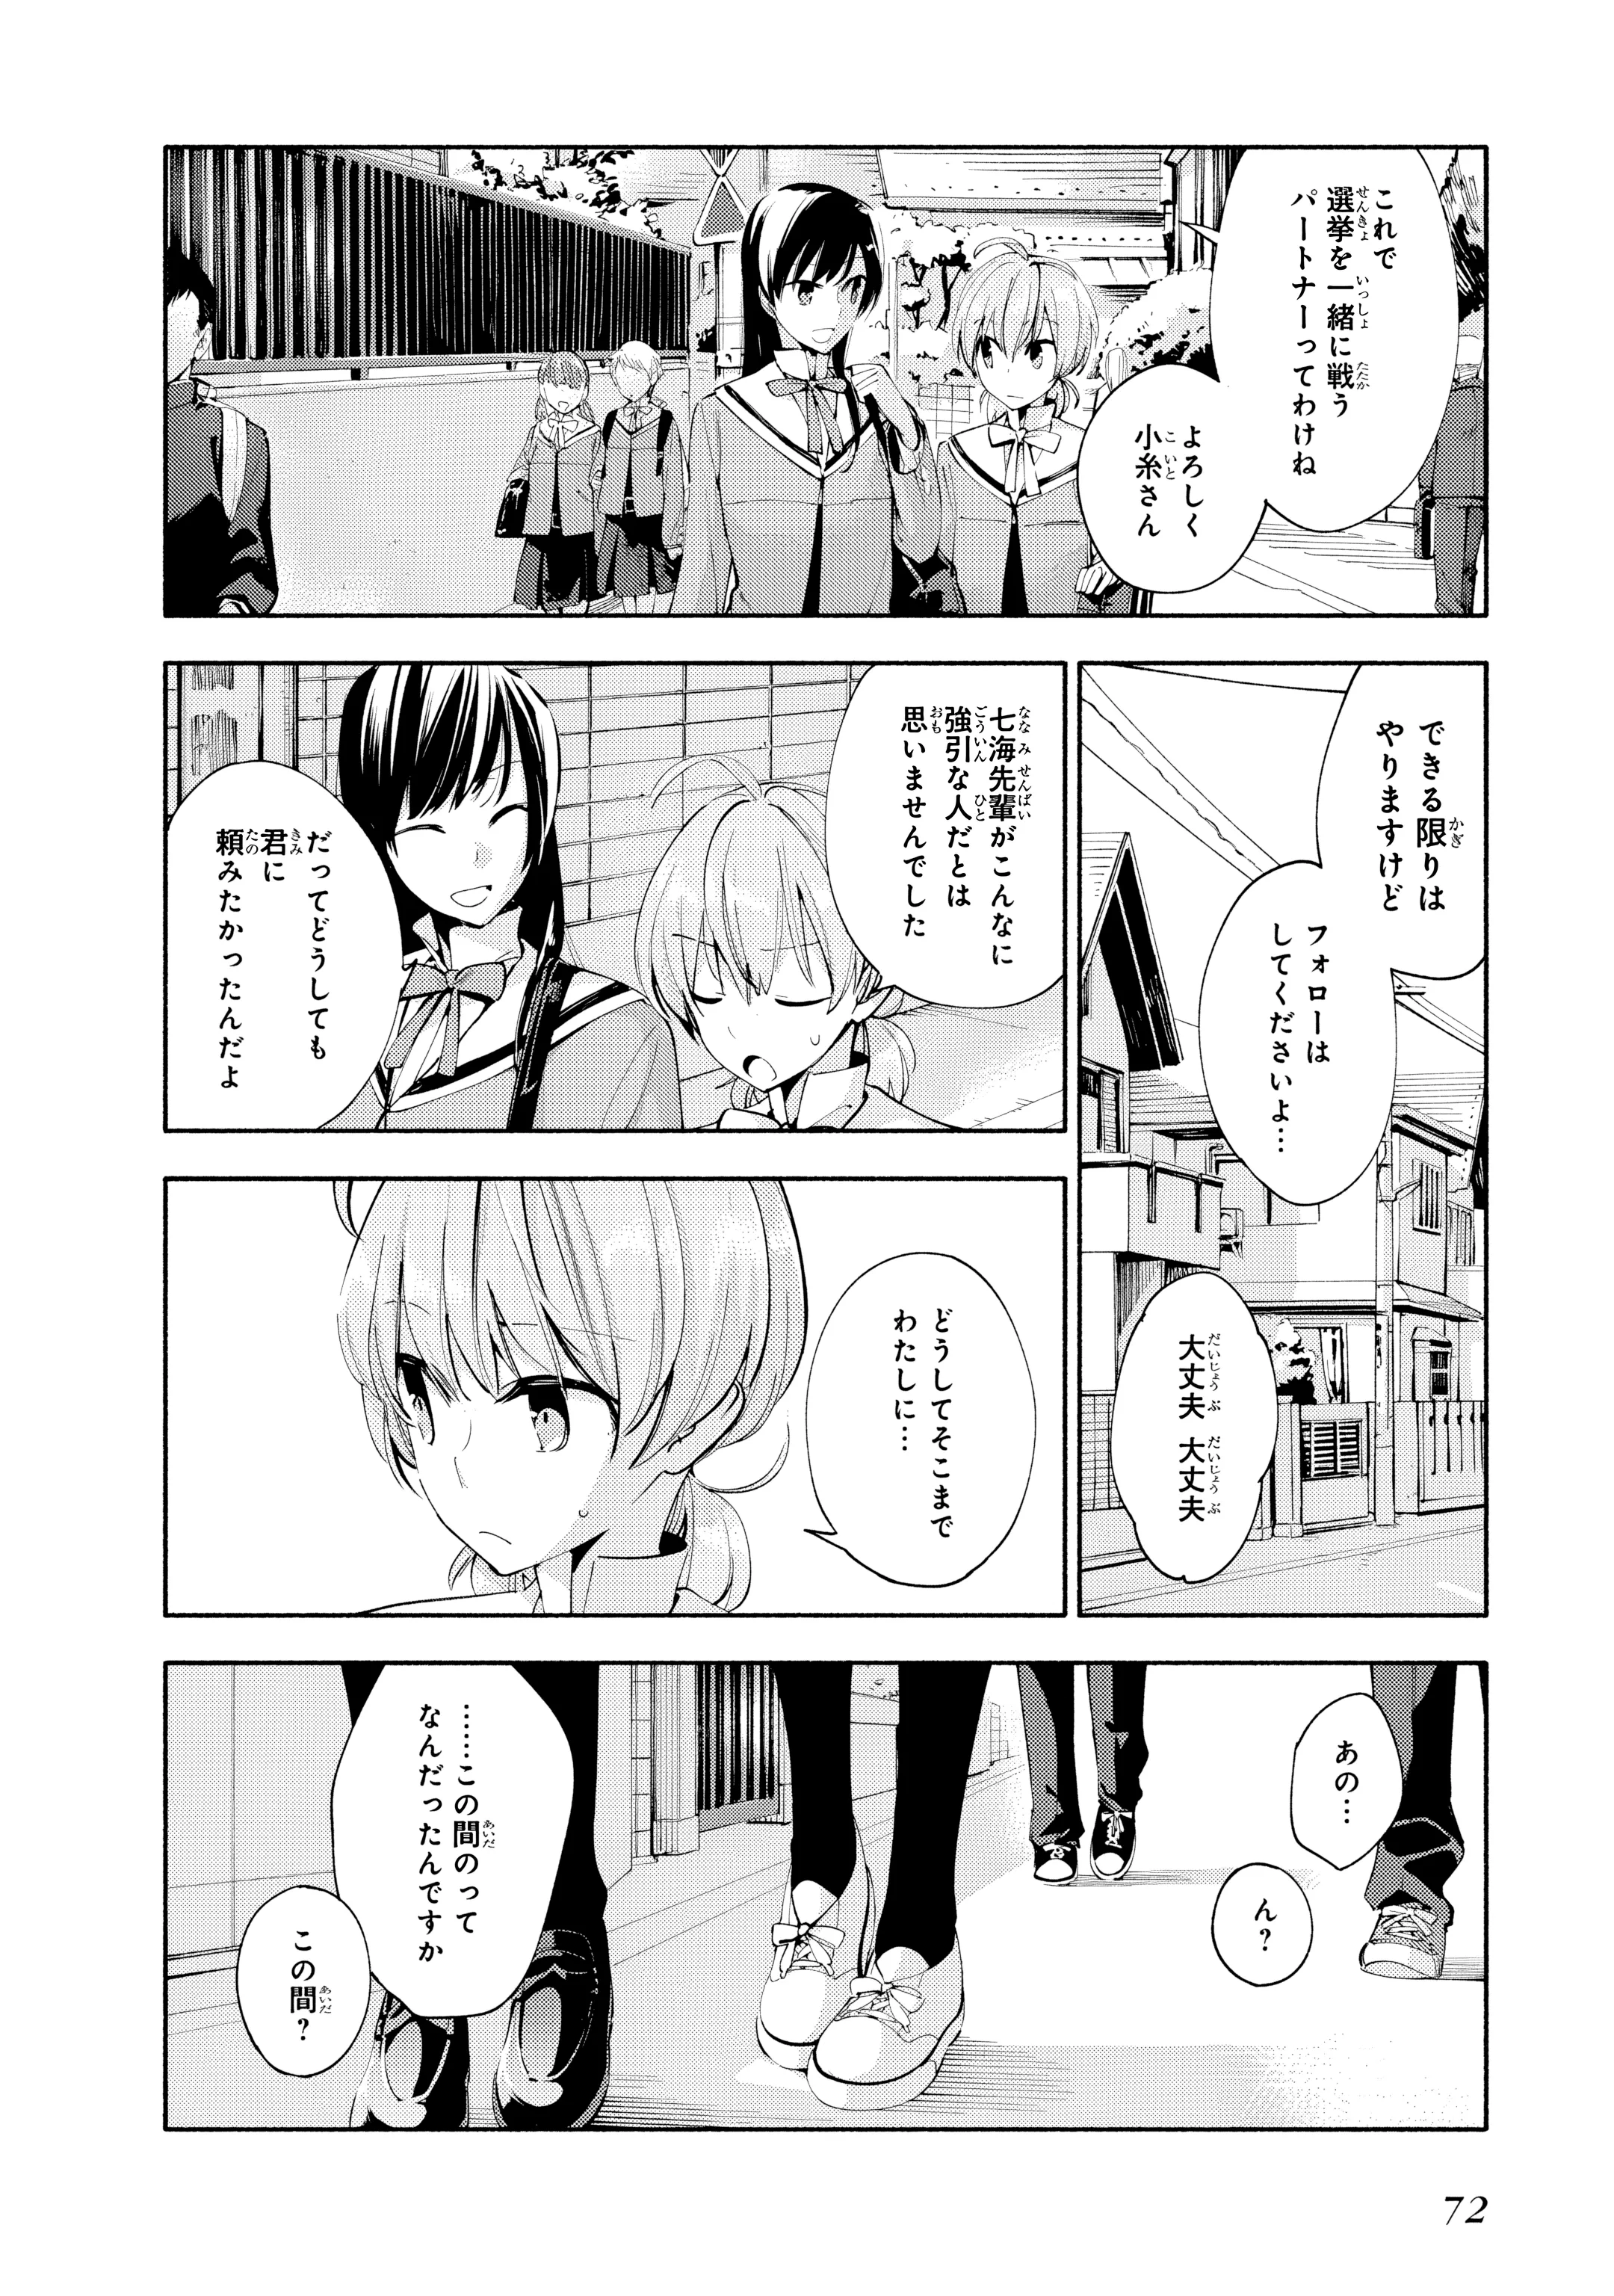 これで
選挙を一緒に戦う
パートナーってわけね
よろしく
小糸さん
できる限りは
やりますけど
フォローは
してくださいよ…
大丈夫 大丈夫
七海先輩がこんなに
強引な人だとは
思いませんでした
だってどうしても
君に
頼みたかったんだよ
どうしてそこまで
わたしに…
あの…
ん?
……この間のって
なんだったんですか
この間?
72